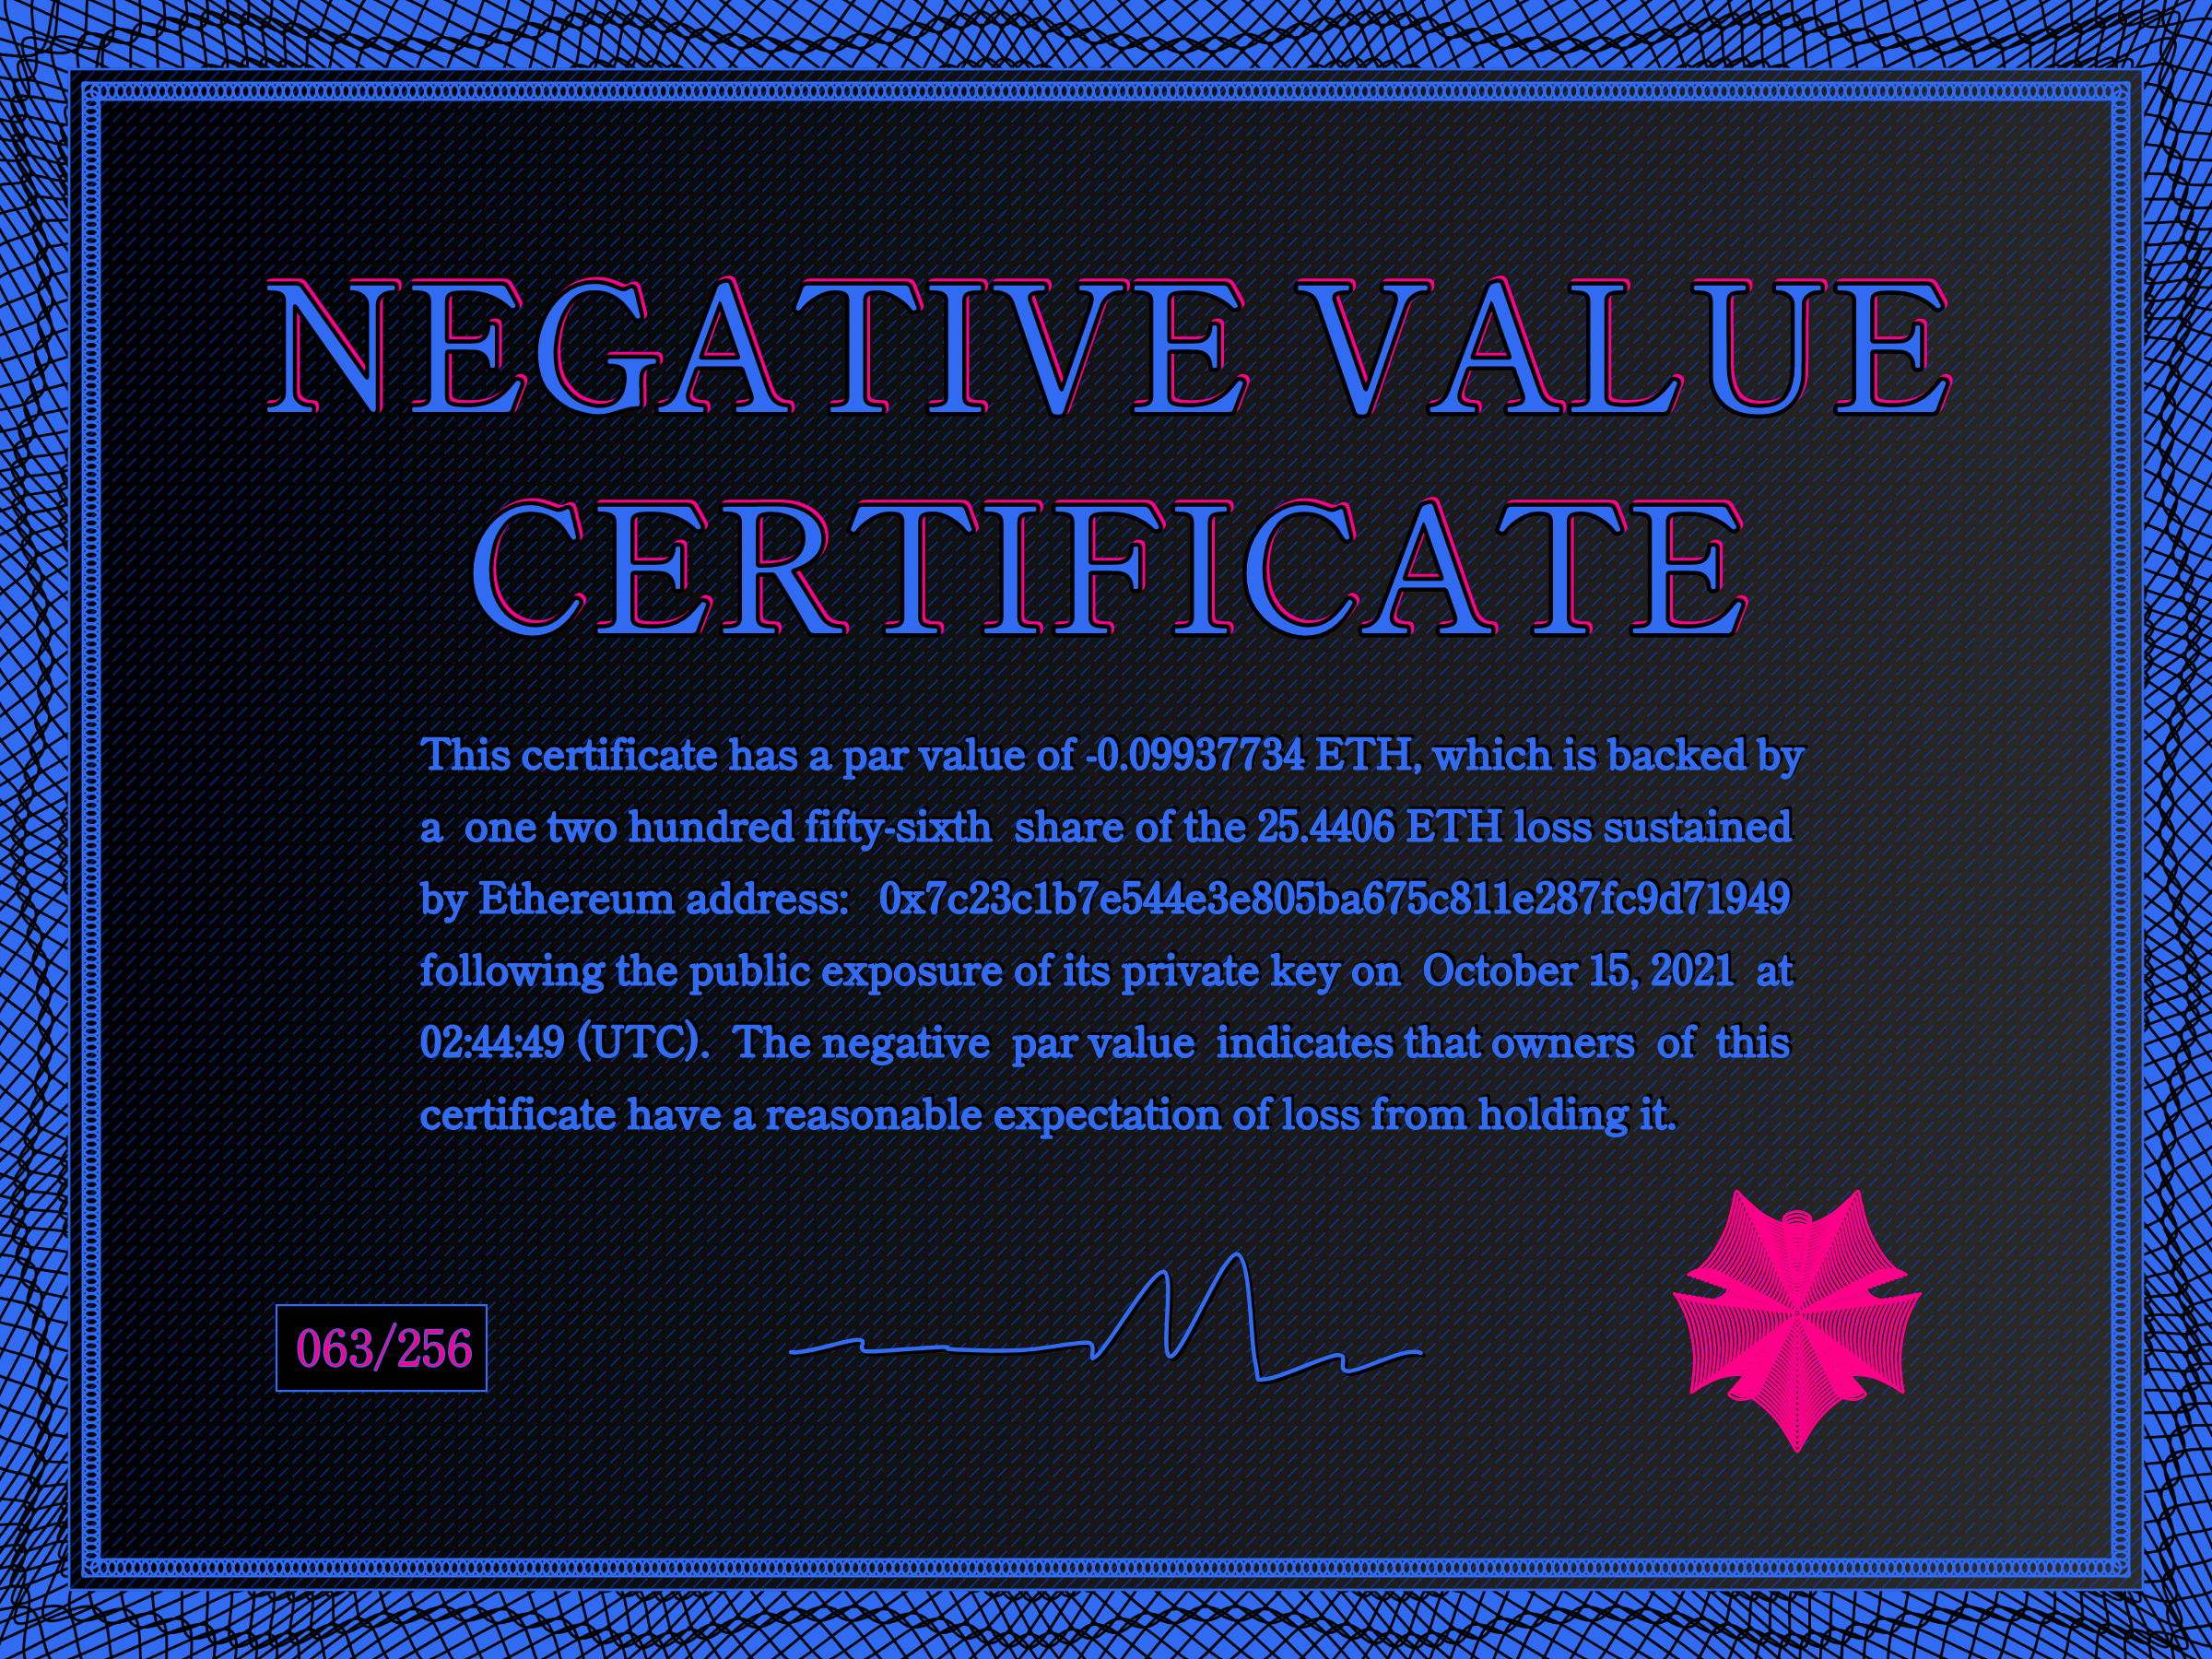 NEGATIVE VALUE
CERTIFICATE
This certificate has a par value of -0.09937734 ETH, which is backed by
a one two hundred fifty-sixth share of the 25.4406 ETH loss sustained
by Ethereum address: 0x7c23c1b7e544e3e805ba675c811e287fc9d71949
following the public exposure of its private key on October 15, 2021 at
02:44:49 (UTC). The negative par value indicates that owners of this
certificate have a reasonable expectation of loss from holding it.
063/256